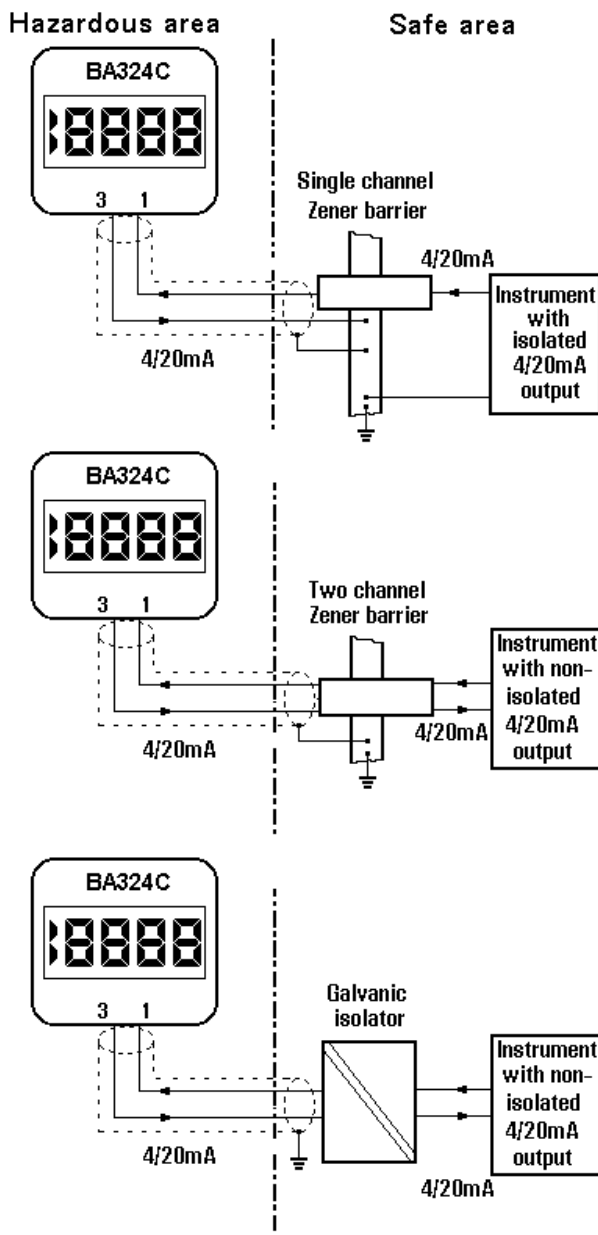 Hazardous area
Safe area
BA324C
3 1
Single channel
Zener barrier
4/20mA
4/20mA
Instrument
with
isolated
4/20mA
output
BA324C
3 1
Two channel
Zener barrier
4/20mA
4/20mA
Instrument
with non-
isolated
4/20mA
output
BA324C
3 1
Galvanic
isolator
4/20mA
4/20mA
Instrument
with non-
isolated
4/20mA
output